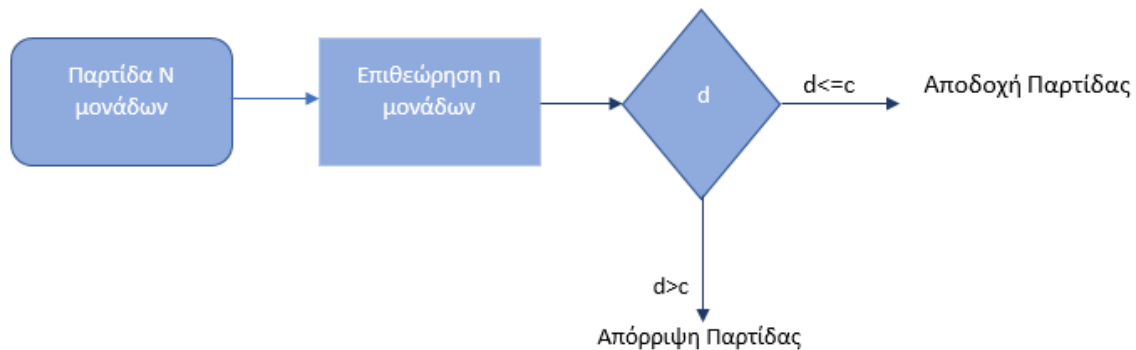 Παρτίδα Ν
μονάδων
Επιθεώρηση n
μονάδων
d
d<=c
Αποδοχή Παρτίδας
d>c
Απόρριψη Παρτίδας